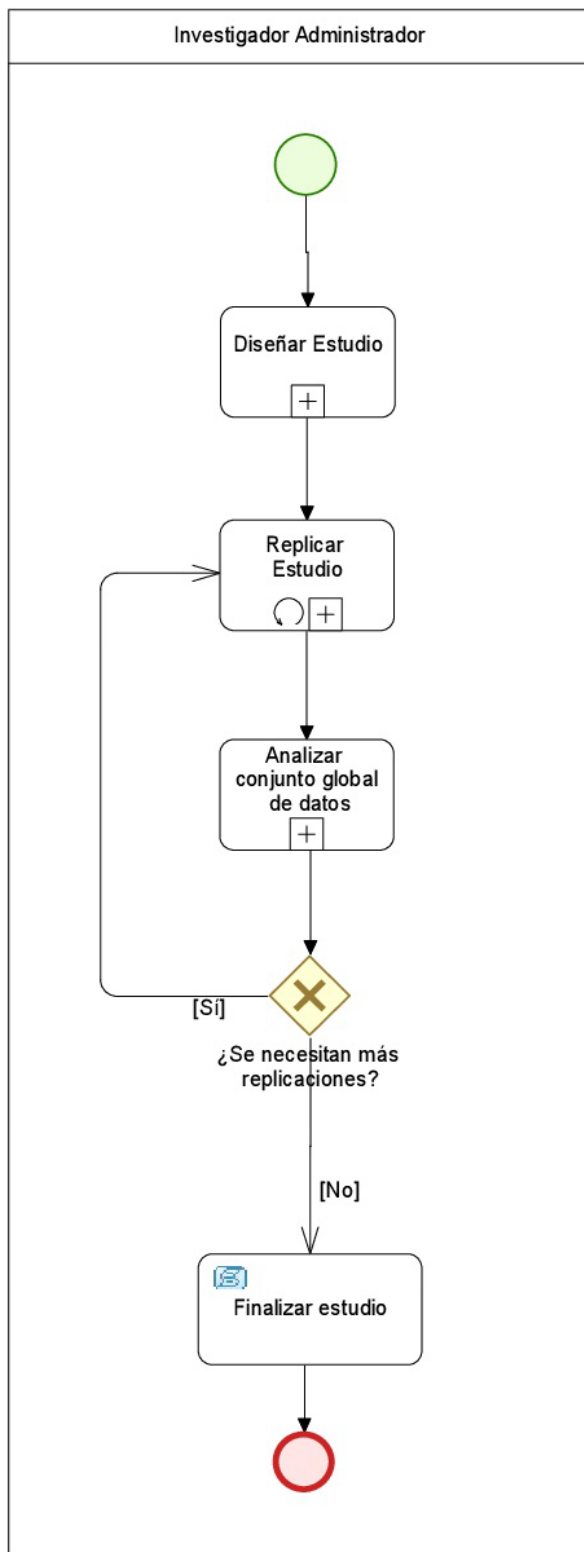 Investigador Administrador
Diseñar Estudio
Replicar
Estudio
Analizar
conjunto global
de datos
[Sí]
¿Se necesitan más
replicaciones?
[No]
Finalizar estudio